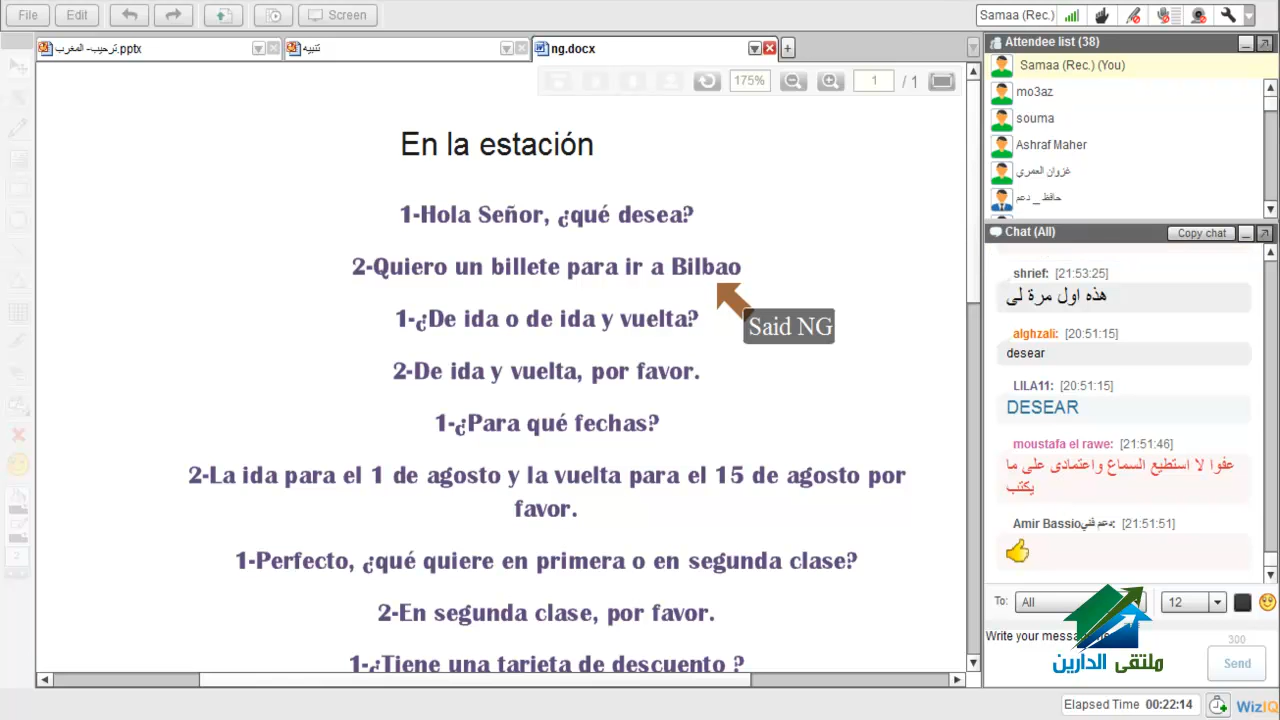 File
Edit
Screen
Samaa (Rec.)
ترحيب- المغرب.pptx
تنبيه
ng.docx
175%
1
/ 1
En la estación
1-Hola Señor, ¿qué desea?
2-Quiero un billete para ir a Bilbao
1-¿De ida o de ida y vuelta?
Said NG
2-De ida y vuelta, por favor.
1-¿Para qué fechas?
2-La ida para el 1 de agosto y la vuelta para el 15 de agosto por
favor.
1-Perfecto, ¿qué quiere en primera o en segunda clase?
2-En segunda clase, por favor.
1-¿Tiene una tarjeta de descuento ?
Attendee list (38)
Samaa (Rec.) (You)
mo3az
souma
Ashraf Maher
غزوان العمري
حافظ _ دعم
Chat (All)
Copy chat
shrief: [21:53:25]
هذه اول مرة لى
alghzali: [20:51:15]
desear
LILA11: [20:51:15]
DESEAR
moustafa el rawe: [21:51:46]
عفوا لا استطيع السماع واعتمادى على ما
يكتب
Amir Bassioدعم فني: [21:51:51]
To:
All
12
Write your message
300
Send
ملتقى الدارين
Elapsed Time 00:22:14
WizIQ